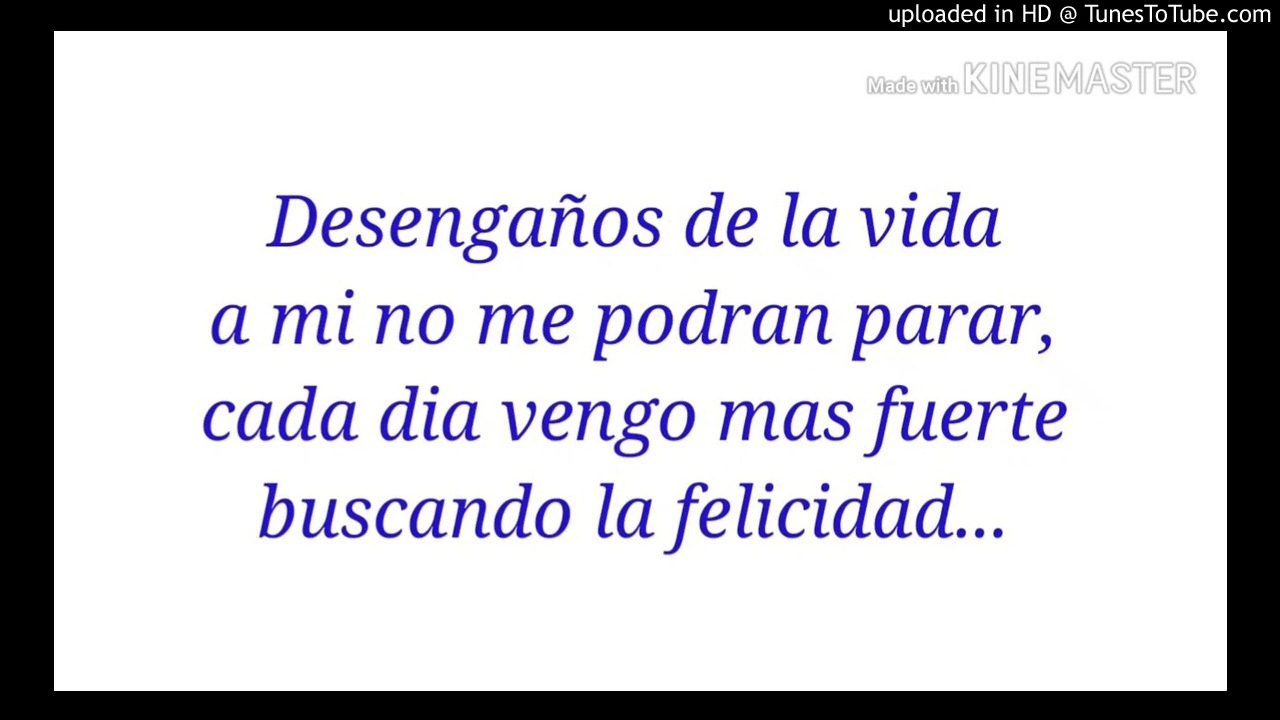 uploaded in HD @ TunesToTube.com
Made with KINEMASTER
Desengaños de la vida
a mi no me podran parar,
cada dia vengo mas fuerte
buscando la felicidad...